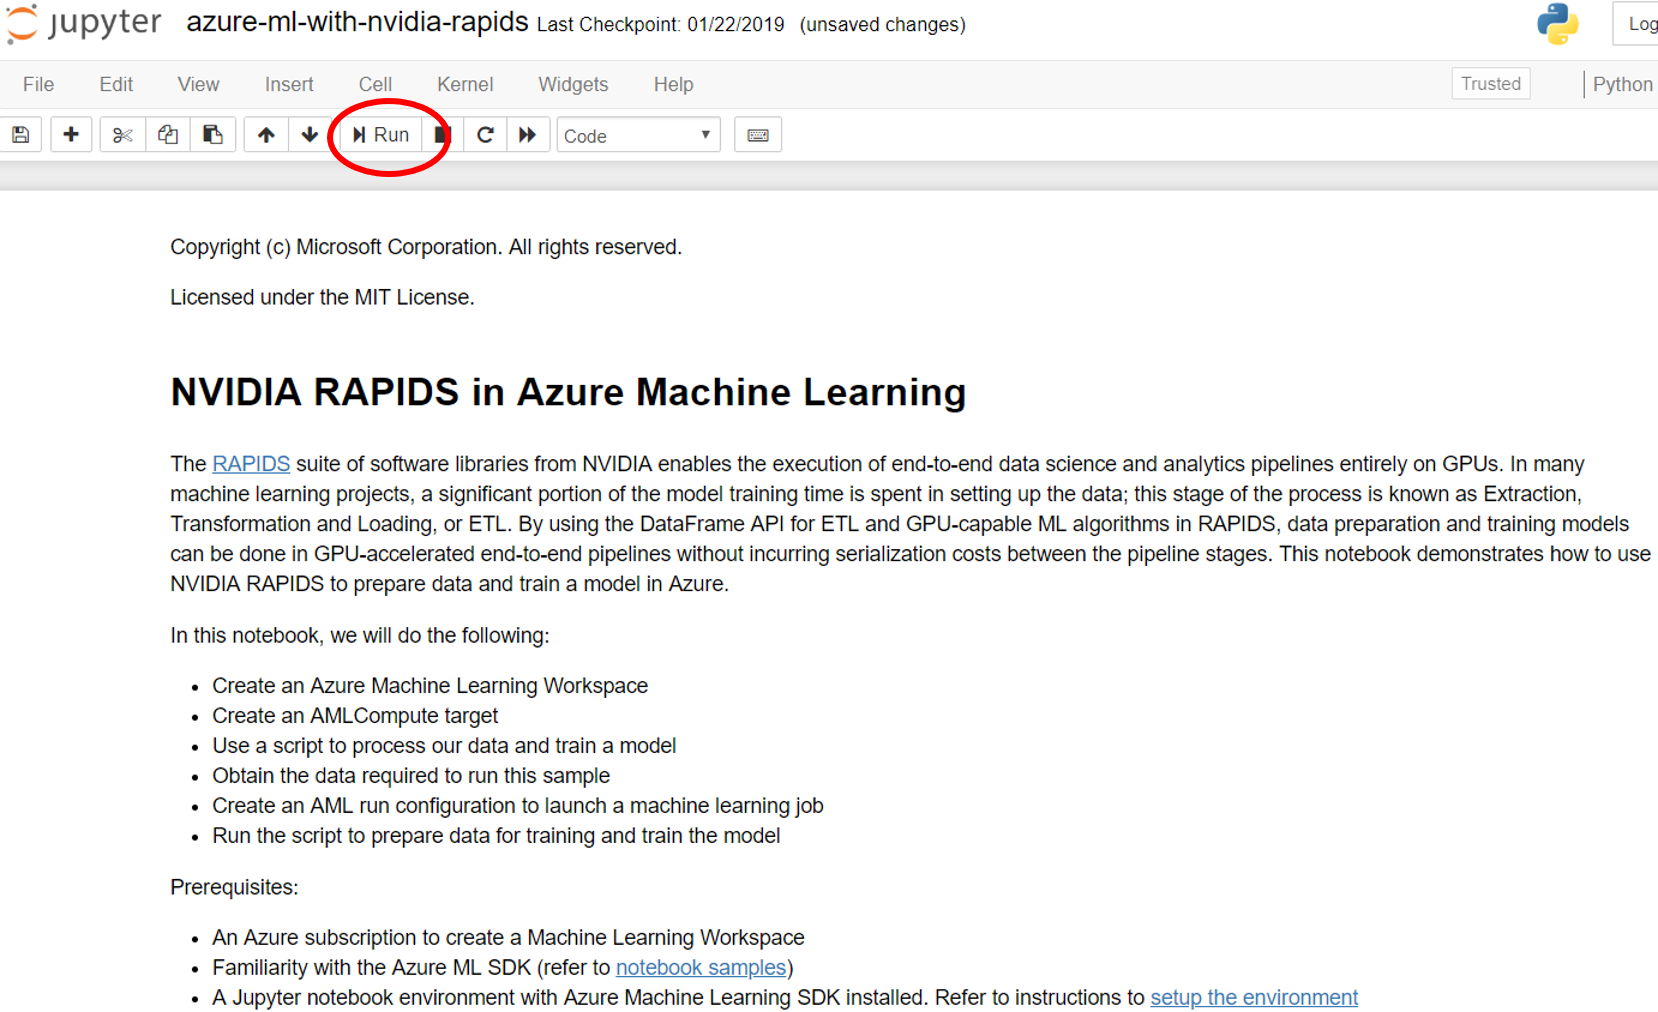 jupyter azure-ml-with-nvidia-rapids Last Checkpoint: 01/22/2019 (unsaved changes) Log
File Edit View Insert Cell Kernel Widgets Help Trusted Python
Run Code
Copyright (c) Microsoft Corporation. All rights reserved.
Licensed under the MIT License.
NVIDIA RAPIDS in Azure Machine Learning
The RAPIDS suite of software libraries from NVIDIA enables the execution of end-to-end data science and analytics pipelines entirely on GPUs. In many
machine learning projects, a significant portion of the model training time is spent in setting up the data; this stage of the process is known as Extraction,
Transformation and Loading, or ETL. By using the DataFrame API for ETL and GPU-capable ML algorithms in RAPIDS, data preparation and training models
can be done in GPU-accelerated end-to-end pipelines without incurring serialization costs between the pipeline stages. This notebook demonstrates how to use
NVIDIA RAPIDS to prepare data and train a model in Azure.
In this notebook, we will do the following:
• Create an Azure Machine Learning Workspace
• Create an AMLCompute target
• Use a script to process our data and train a model
• Obtain the data required to run this sample
• Create an AML run configuration to launch a machine learning job
• Run the script to prepare data for training and train the model
Prerequisites:
• An Azure subscription to create a Machine Learning Workspace
• Familiarity with the Azure ML SDK (refer to notebook samples)
• A Jupyter notebook environment with Azure Machine Learning SDK installed. Refer to instructions to setup the environment